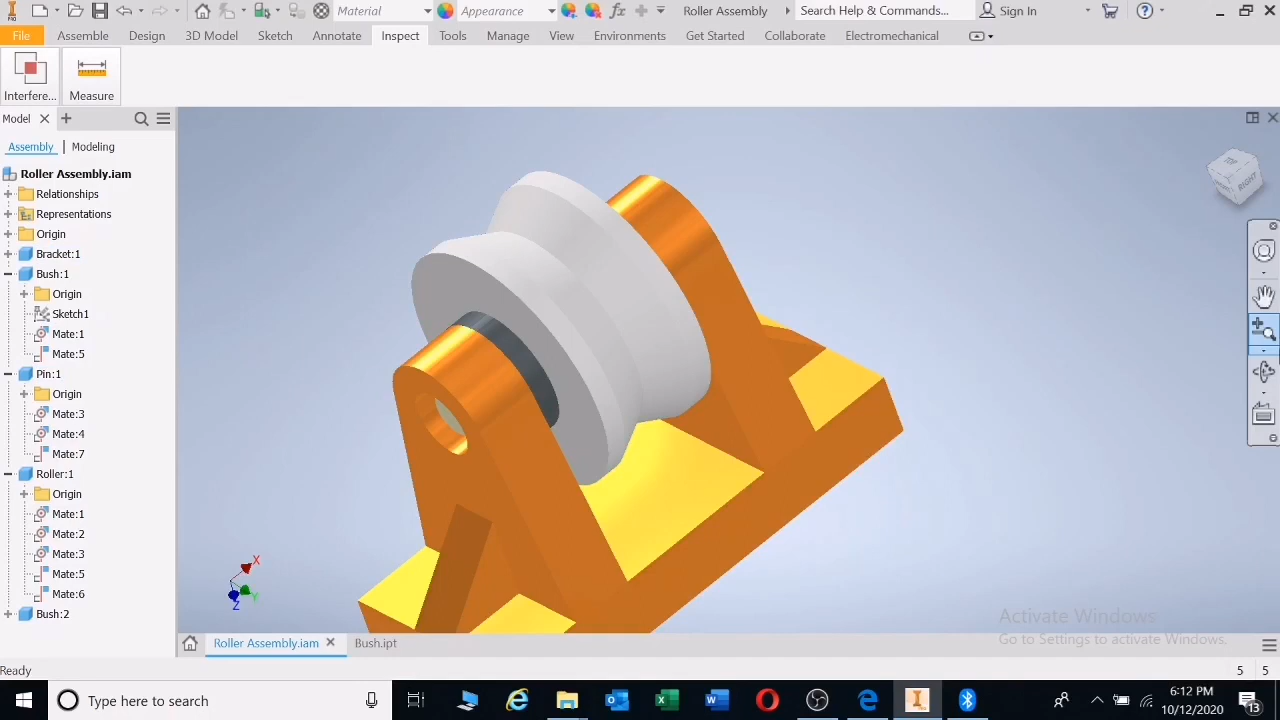 Material
Appearance
Roller Assembly
Search Help & Commands...
Sign In
File
Assemble
Design
3D Model
Sketch
Annotate
Inspect
Tools
Manage
View
Environments
Get Started
Collaborate
Electromechanical
Interfere...
Measure
Model
Assembly
Modeling
Roller Assembly.iam
Relationships
Representations
Origin
Bracket:1
Bush:1
Origin
Sketch1
Mate:1
Mate:5
Pin:1
Origin
Mate:3
Mate:4
Mate:7
Roller:1
Origin
Mate:1
Mate:2
Mate:3
Mate:5
Mate:6
Bush:2
RIGHT
X
Y
Z
Activate Windows
Go to Settings to activate Windows.
Roller Assembly.iam
Bush.ipt
Ready
5 5
Type here to search
6:12 PM
10/12/2020
13